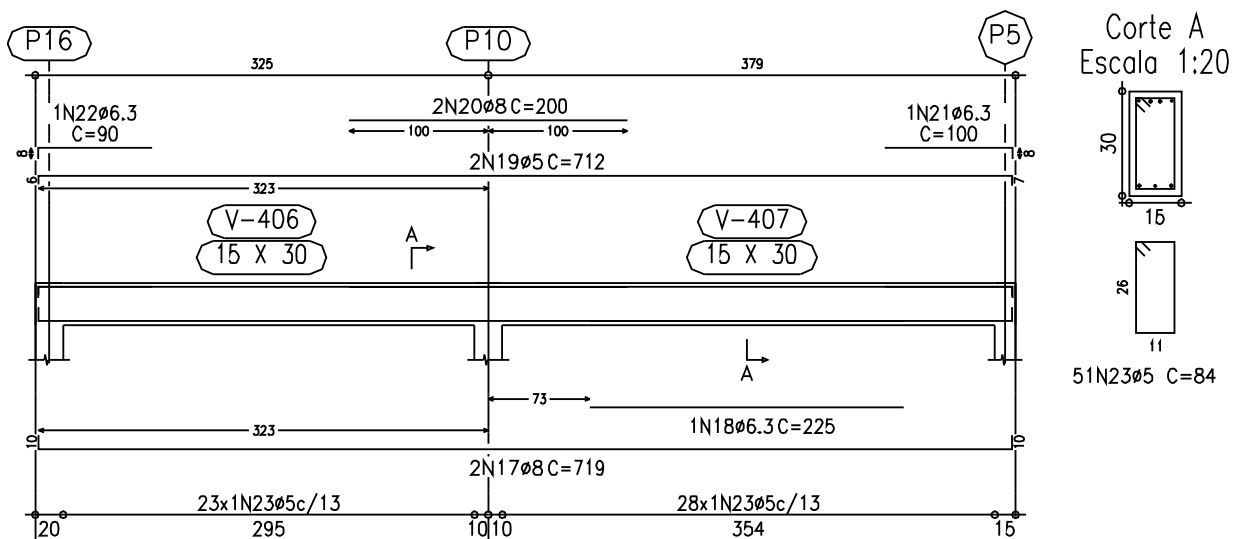 P16
P10
P5
Corte A
Escala 1:20
325
379
1N22ø6.3
C=90
2N20ø8 C=200
1N21ø6.3
C=100
100
100
8
8
2N19ø5 C=712
6
7
323
30
15
V-406
15 X 30
V-407
15 X 30
A
26
11
A
51N23ø5 C=84
73
1N18ø6.3 C=225
323
10
10
2N17ø8 C=719
23x1N23ø5c/13
28x1N23ø5c/13
20
295
10
10
354
15